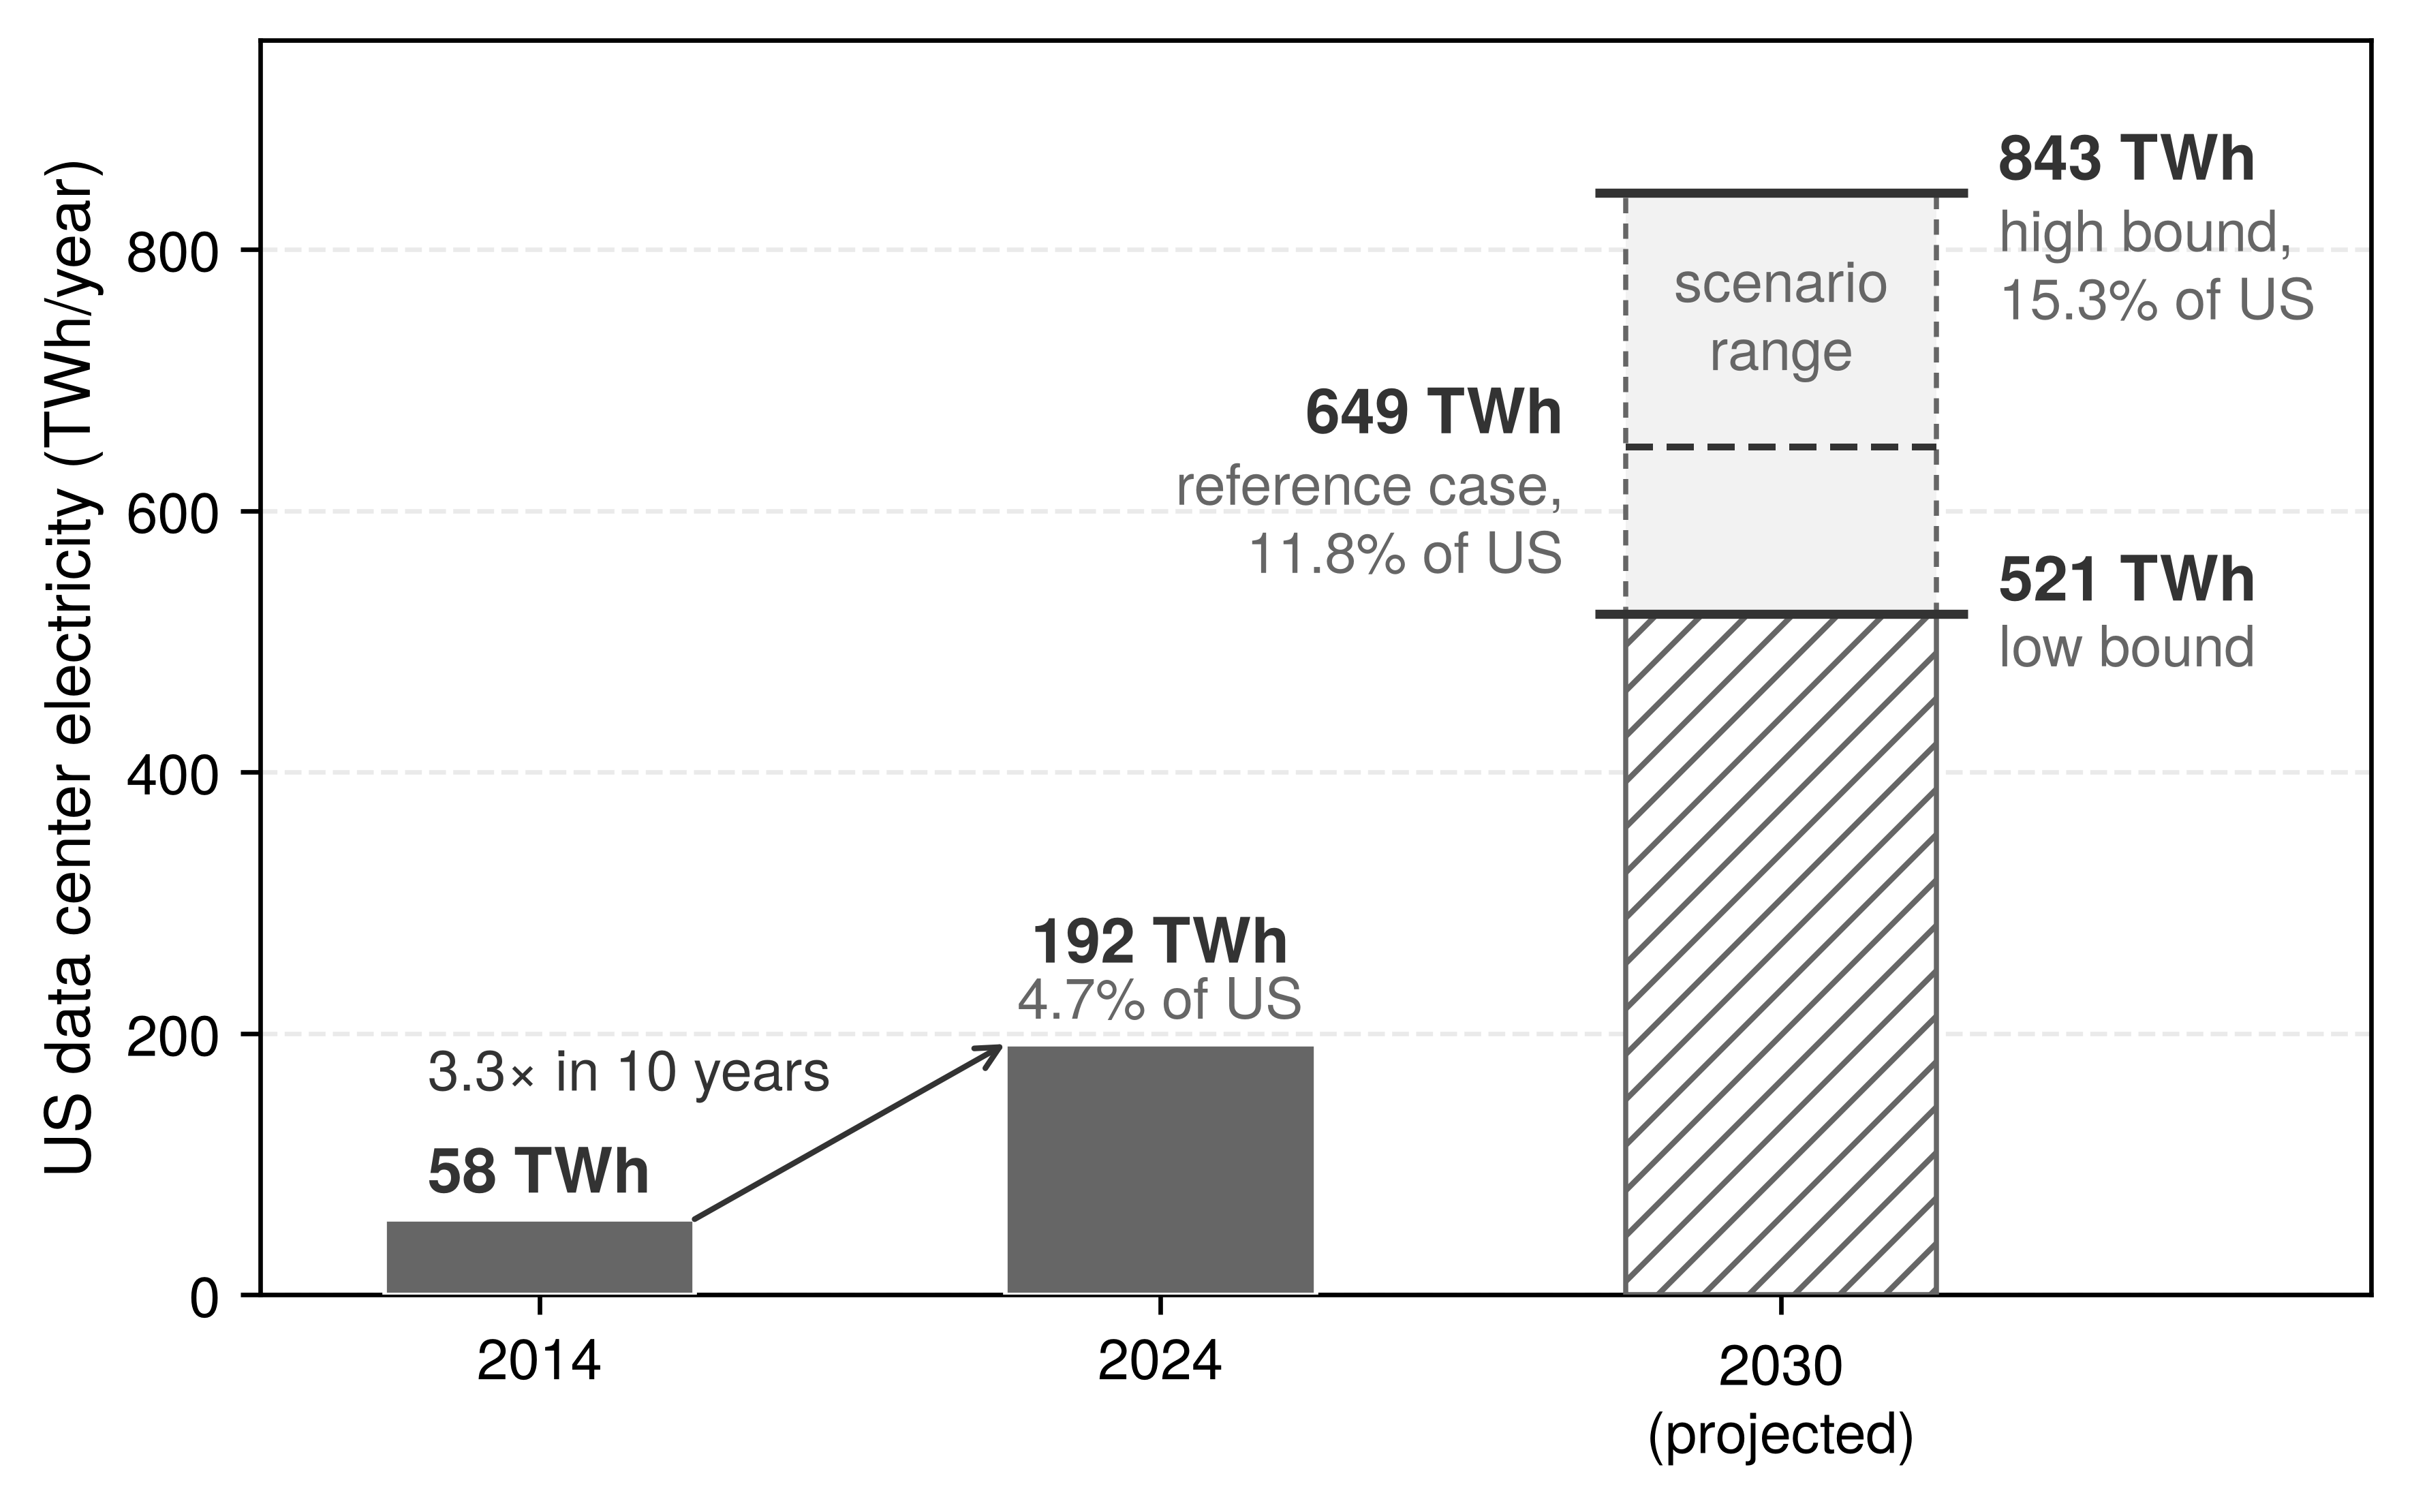 US data center electricity (TWh/year)
800
600
400
200
0
843 TWh
high bound,
15.3% of US
scenario
range
649 TWh
reference case,
11.8% of US
521 TWh
low bound
192 TWh
4.7% of US
3.3× in 10 years
58 TWh
2014
2024
2030
(projected)